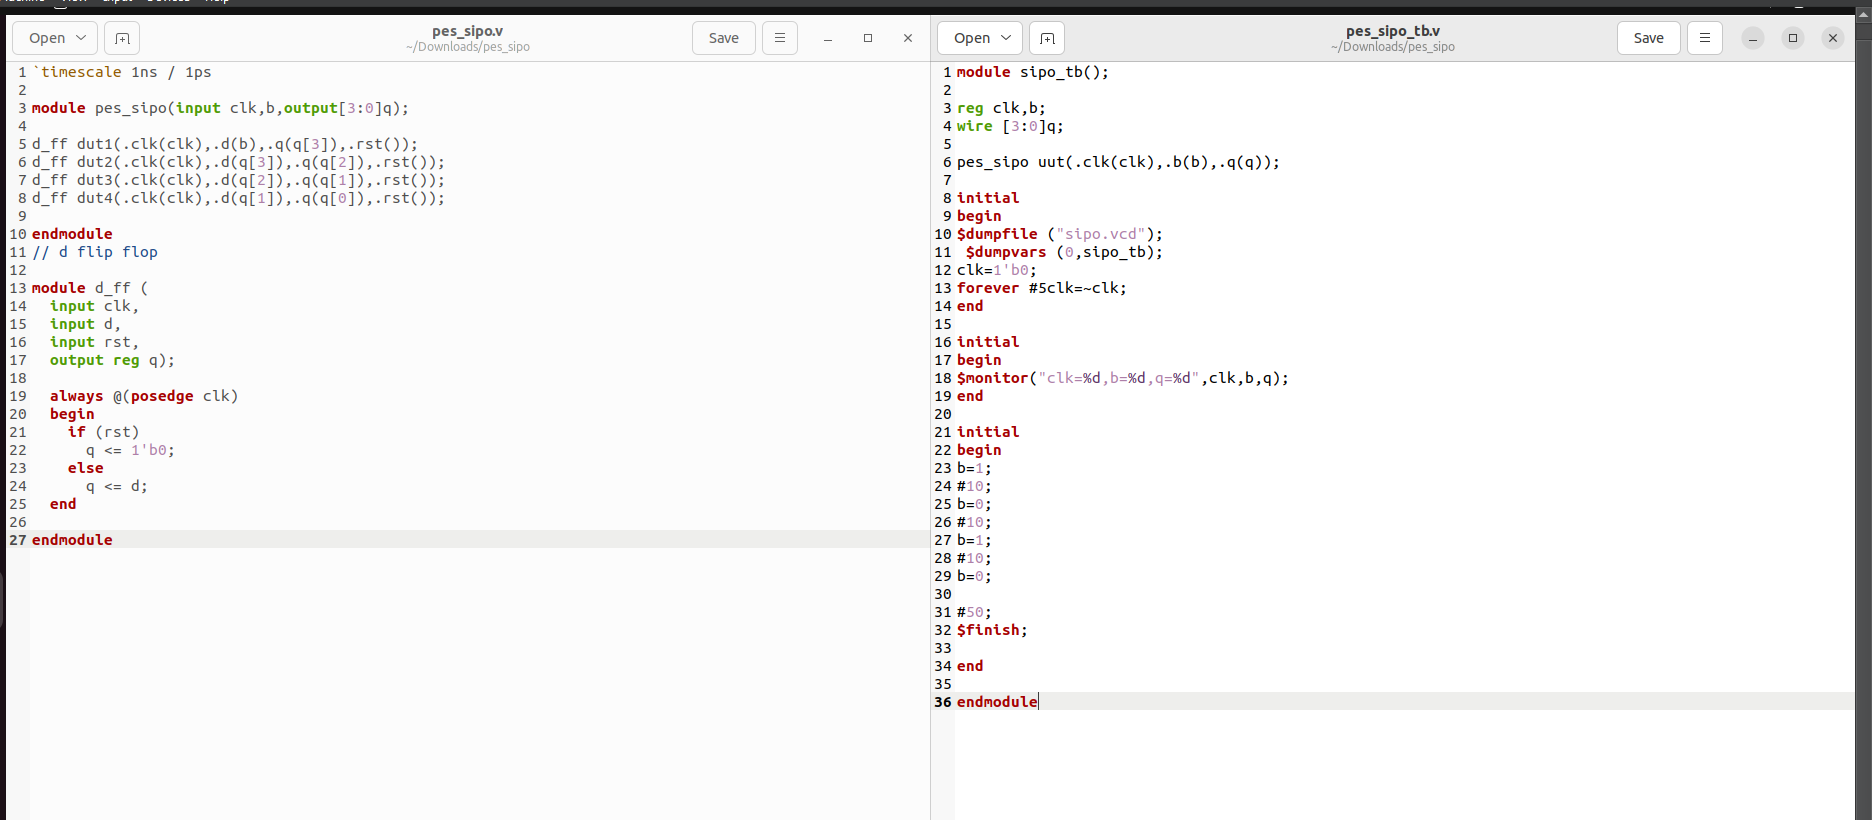 Open
pes_sipo.v
~/Downloads/pes_sipo
Save
1 `timescale 1ns / 1ps
2
3 module pes_sipo(input clk,b,output[3:0]q);
4
5 d_ff dut1(.clk(clk),.d(b),.q(q[3]),.rst());
6 d_ff dut2(.clk(clk),.d(q[3]),.q(q[2]),.rst());
7 d_ff dut3(.clk(clk),.d(q[2]),.q(q[1]),.rst());
8 d_ff dut4(.clk(clk),.d(q[1]),.q(q[0]),.rst());
9
10 endmodule
11 // d flip flop
12
13 module d_ff (
14   input clk,
15   input d,
16   input rst,
17   output reg q);
18
19   always @(posedge clk)
20   begin
21     if (rst)
22       q <= 1'b0;
23     else
24       q <= d;
25   end
26
27 endmodule
Open
pes_sipo_tb.v
~/Downloads/pes_sipo
Save
1 module sipo_tb();
2
3 reg clk,b;
4 wire [3:0]q;
5
6 pes_sipo uut(.clk(clk),.b(b),.q(q));
7
8 initial
9 begin
10 $dumpfile ("sipo.vcd");
11  $dumpvars (0,sipo_tb);
12 clk=1'b0;
13 forever #5clk=~clk;
14 end
15
16 initial
17 begin
18 $monitor("clk=%d,b=%d,q=%d",clk,b,q);
19 end
20
21 initial
22 begin
23 b=1;
24 #10;
25 b=0;
26 #10;
27 b=1;
28 #10;
29 b=0;
30
31 #50;
32 $finish;
33
34 end
35
36 endmodule